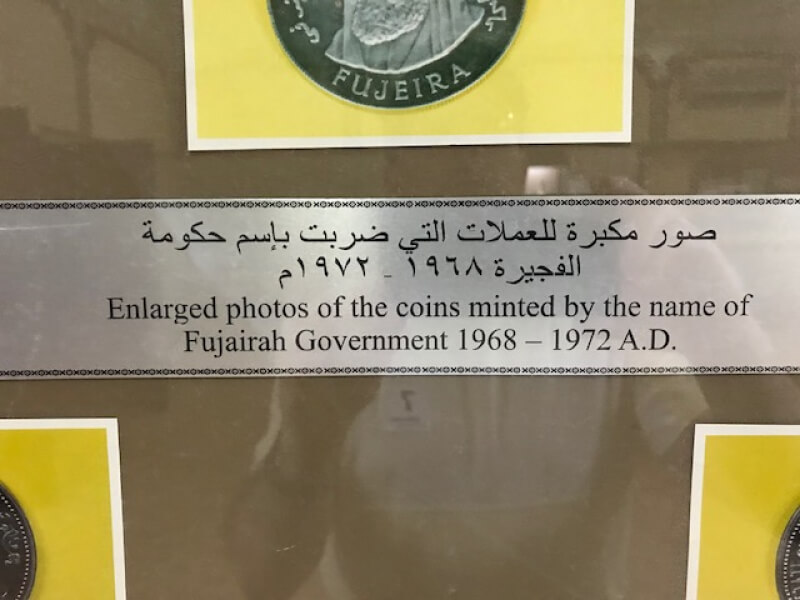 FUJEIRA
صور مكبرة للعملات التي ضربت بإسم حكومة
الفجيرة ١٩٦٨ - ١٩٧٢م
Enlarged photos of the coins minted by the name of
Fujairah Government 1968 – 1972 A.D.